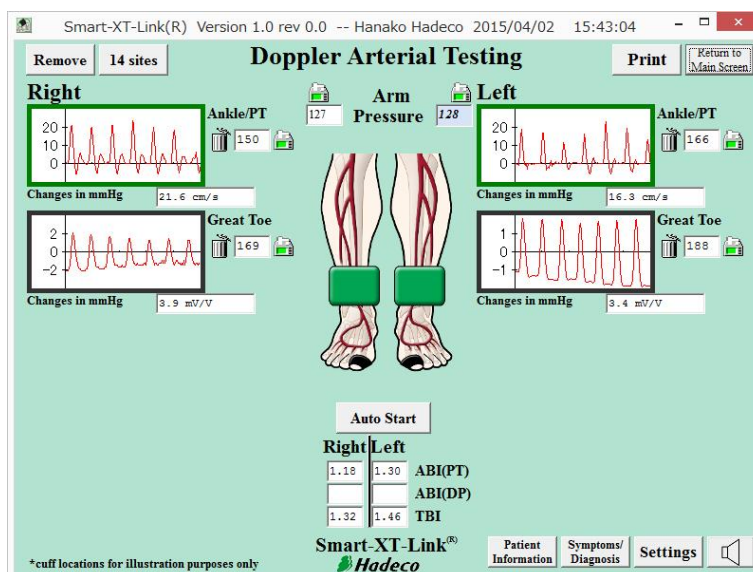 Smart-XT-Link(R) Version 1.0 rev 0.0 -- Hanako Hadeco 2015/04/02 15:43:04
Remove
14 sites
Doppler Arterial Testing
Print
Return to
Main Screen
Right
Ankle/PT
150
20
10
0
Changes in mmHg
21.6 cm/s
Great Toe
169
2
0
-2
Changes in mmHg
3.9 mV/V
127
Arm
Pressure
128
Left
Ankle/PT
166
20
10
0
Changes in mmHg
16.3 cm/s
Great Toe
188
1
0
-1
Changes in mmHg
3.4 mV/V
Auto Start
Right Left
1.18 1.30 ABI(PT)
ABI(DP)
1.32 1.46 TBI
Smart-XT-Link(R)
Hadeco
*cuff locations for illustration purposes only
Patient
Information
Symptoms/
Diagnosis
Settings